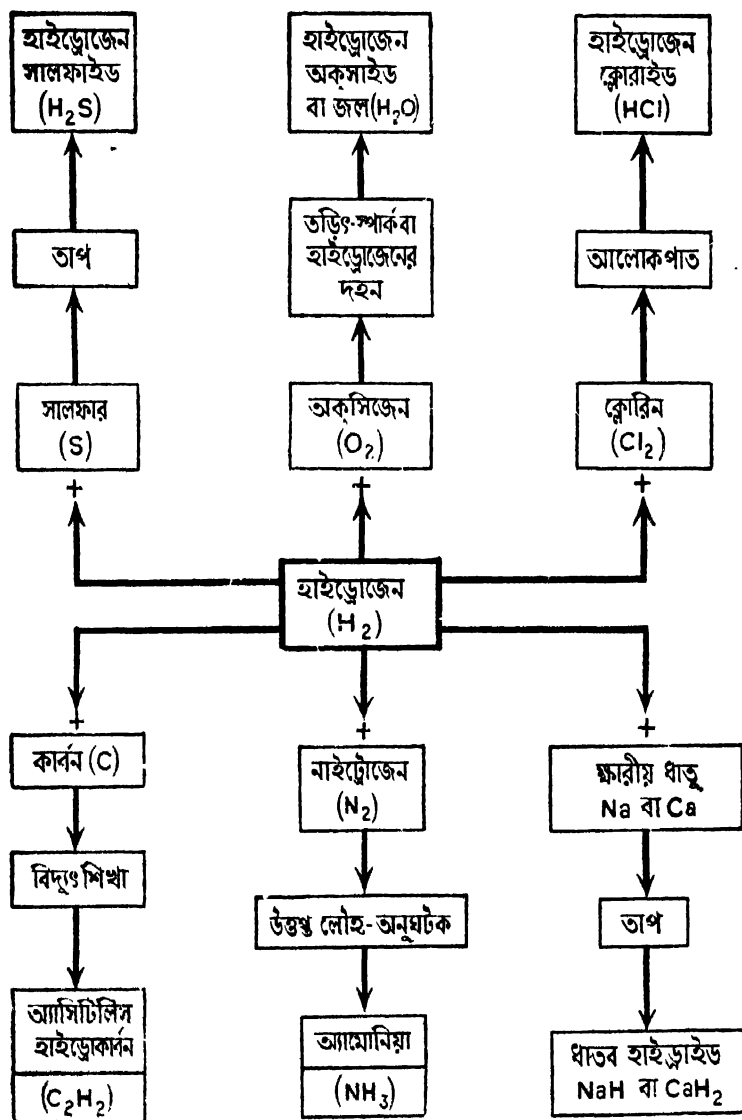 হাইড্রোজেন
সালফাইড
(H₂S)
হাইড্রোজেন
অক্সাইড
বা জল(H₂O)
হাইড্রোজেন
ক্লোরাইড
(HCl)
তাপ
তড়িৎ-স্পার্ক বা
হাইড্রোজেনের
দহন
আলোকপাত
সালফার
(S)
+
অক্সিজেন
(O₂)
+
ক্লোরিন
(Cl₂)
+
হাইড্রোজেন
(H₂)
+
কার্বন (C)
+
নাইট্রোজেন
(N₂)
+
ক্ষারীয় ধাতু
Na বা Ca
বিদ্যুৎ শিখা
উত্তপ্ত লৌহ-অনুঘটক
তাপ
অ্যাসিটিলিস
হাইড্রোকার্বন
(C₂H₂)
অ্যামোনিয়া
(NH₃)
ধাতব হাইড্রাইড
NaH বা CaH₂